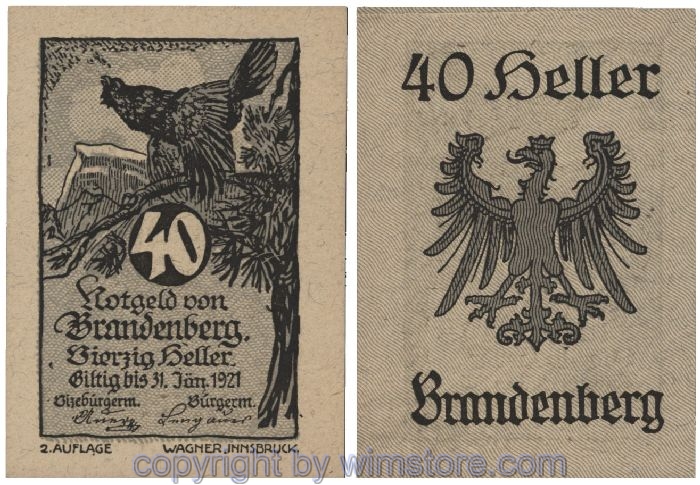 40
Notgeld von
Brandenberg.
Vierzig Heller.
Giltig bis 31. Jän. 1921
Vizebürgerm. Bürgerm.
2. AUFLAGE WAGNER, INNSBRUCK.
40 Heller
Brandenberg
copyright by wimstore.com